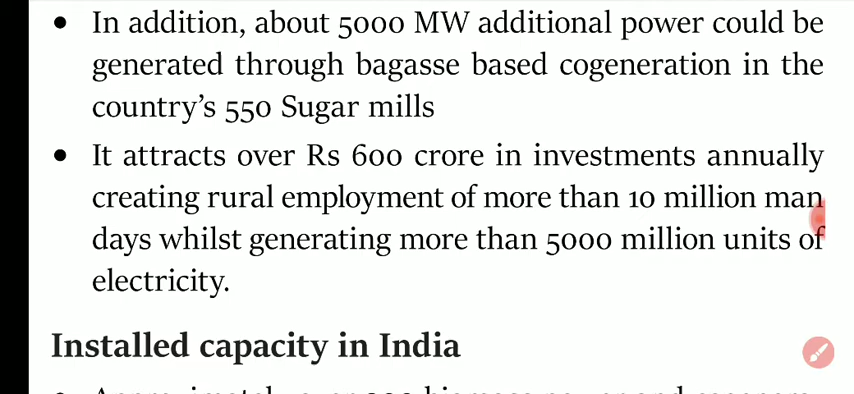 • In addition, about 5000 MW additional power could be
generated through bagasse based cogeneration in the
country's 550 Sugar mills
• It attracts over Rs 600 crore in investments annually
creating rural employment of more than 10 million man
days whilst generating more than 5000 million units of
electricity.
Installed capacity in India